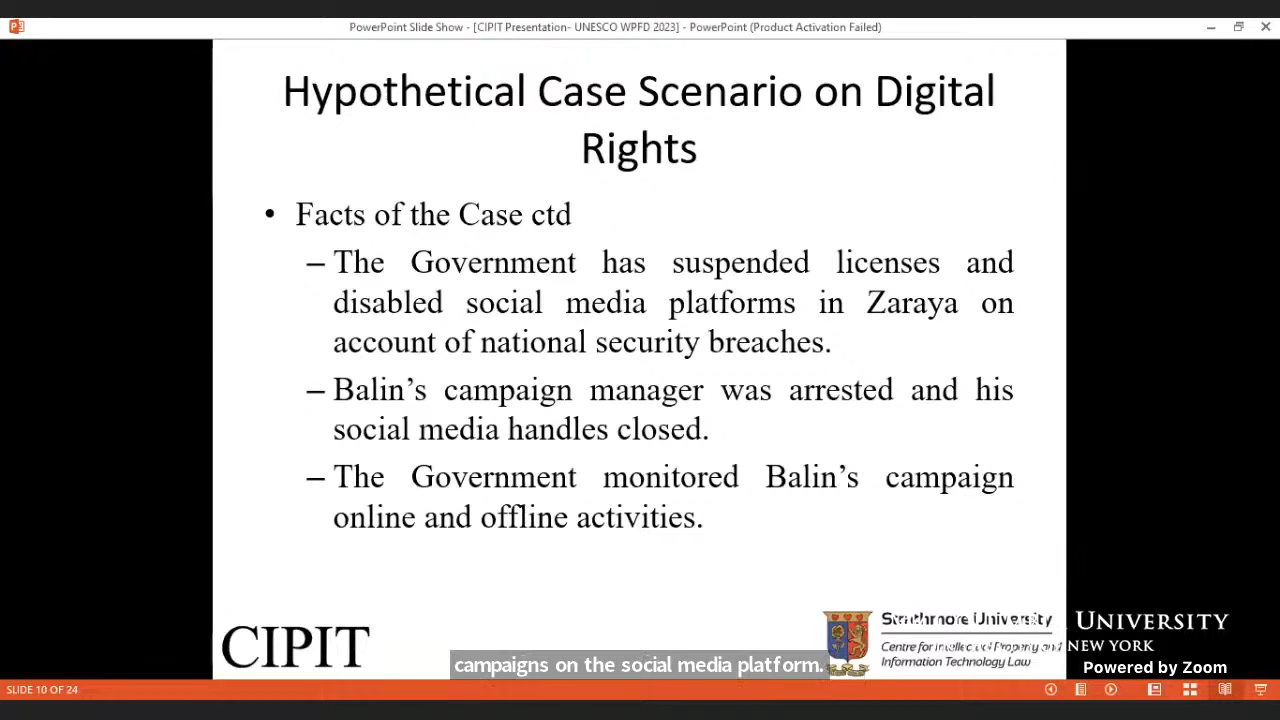 PowerPoint Slide Show - [CIPIT Presentation- UNESCO WPFD 2023] - PowerPoint (Product Activation Failed)
Hypothetical Case Scenario on Digital
Rights
• Facts of the Case ctd
– The Government has suspended licenses and
disabled social media platforms in Zaraya on
account of national security breaches.
– Balin’s campaign manager was arrested and his
social media handles closed.
– The Government monitored Balin’s campaign
online and offline activities.
CIPIT
Strathmore University
Centre for Intellectual Property and
Information Technology Law
UNIVERSITY
NEW YORK
campaigns on the social media platform.
Powered by Zoom
SLIDE 10 OF 24